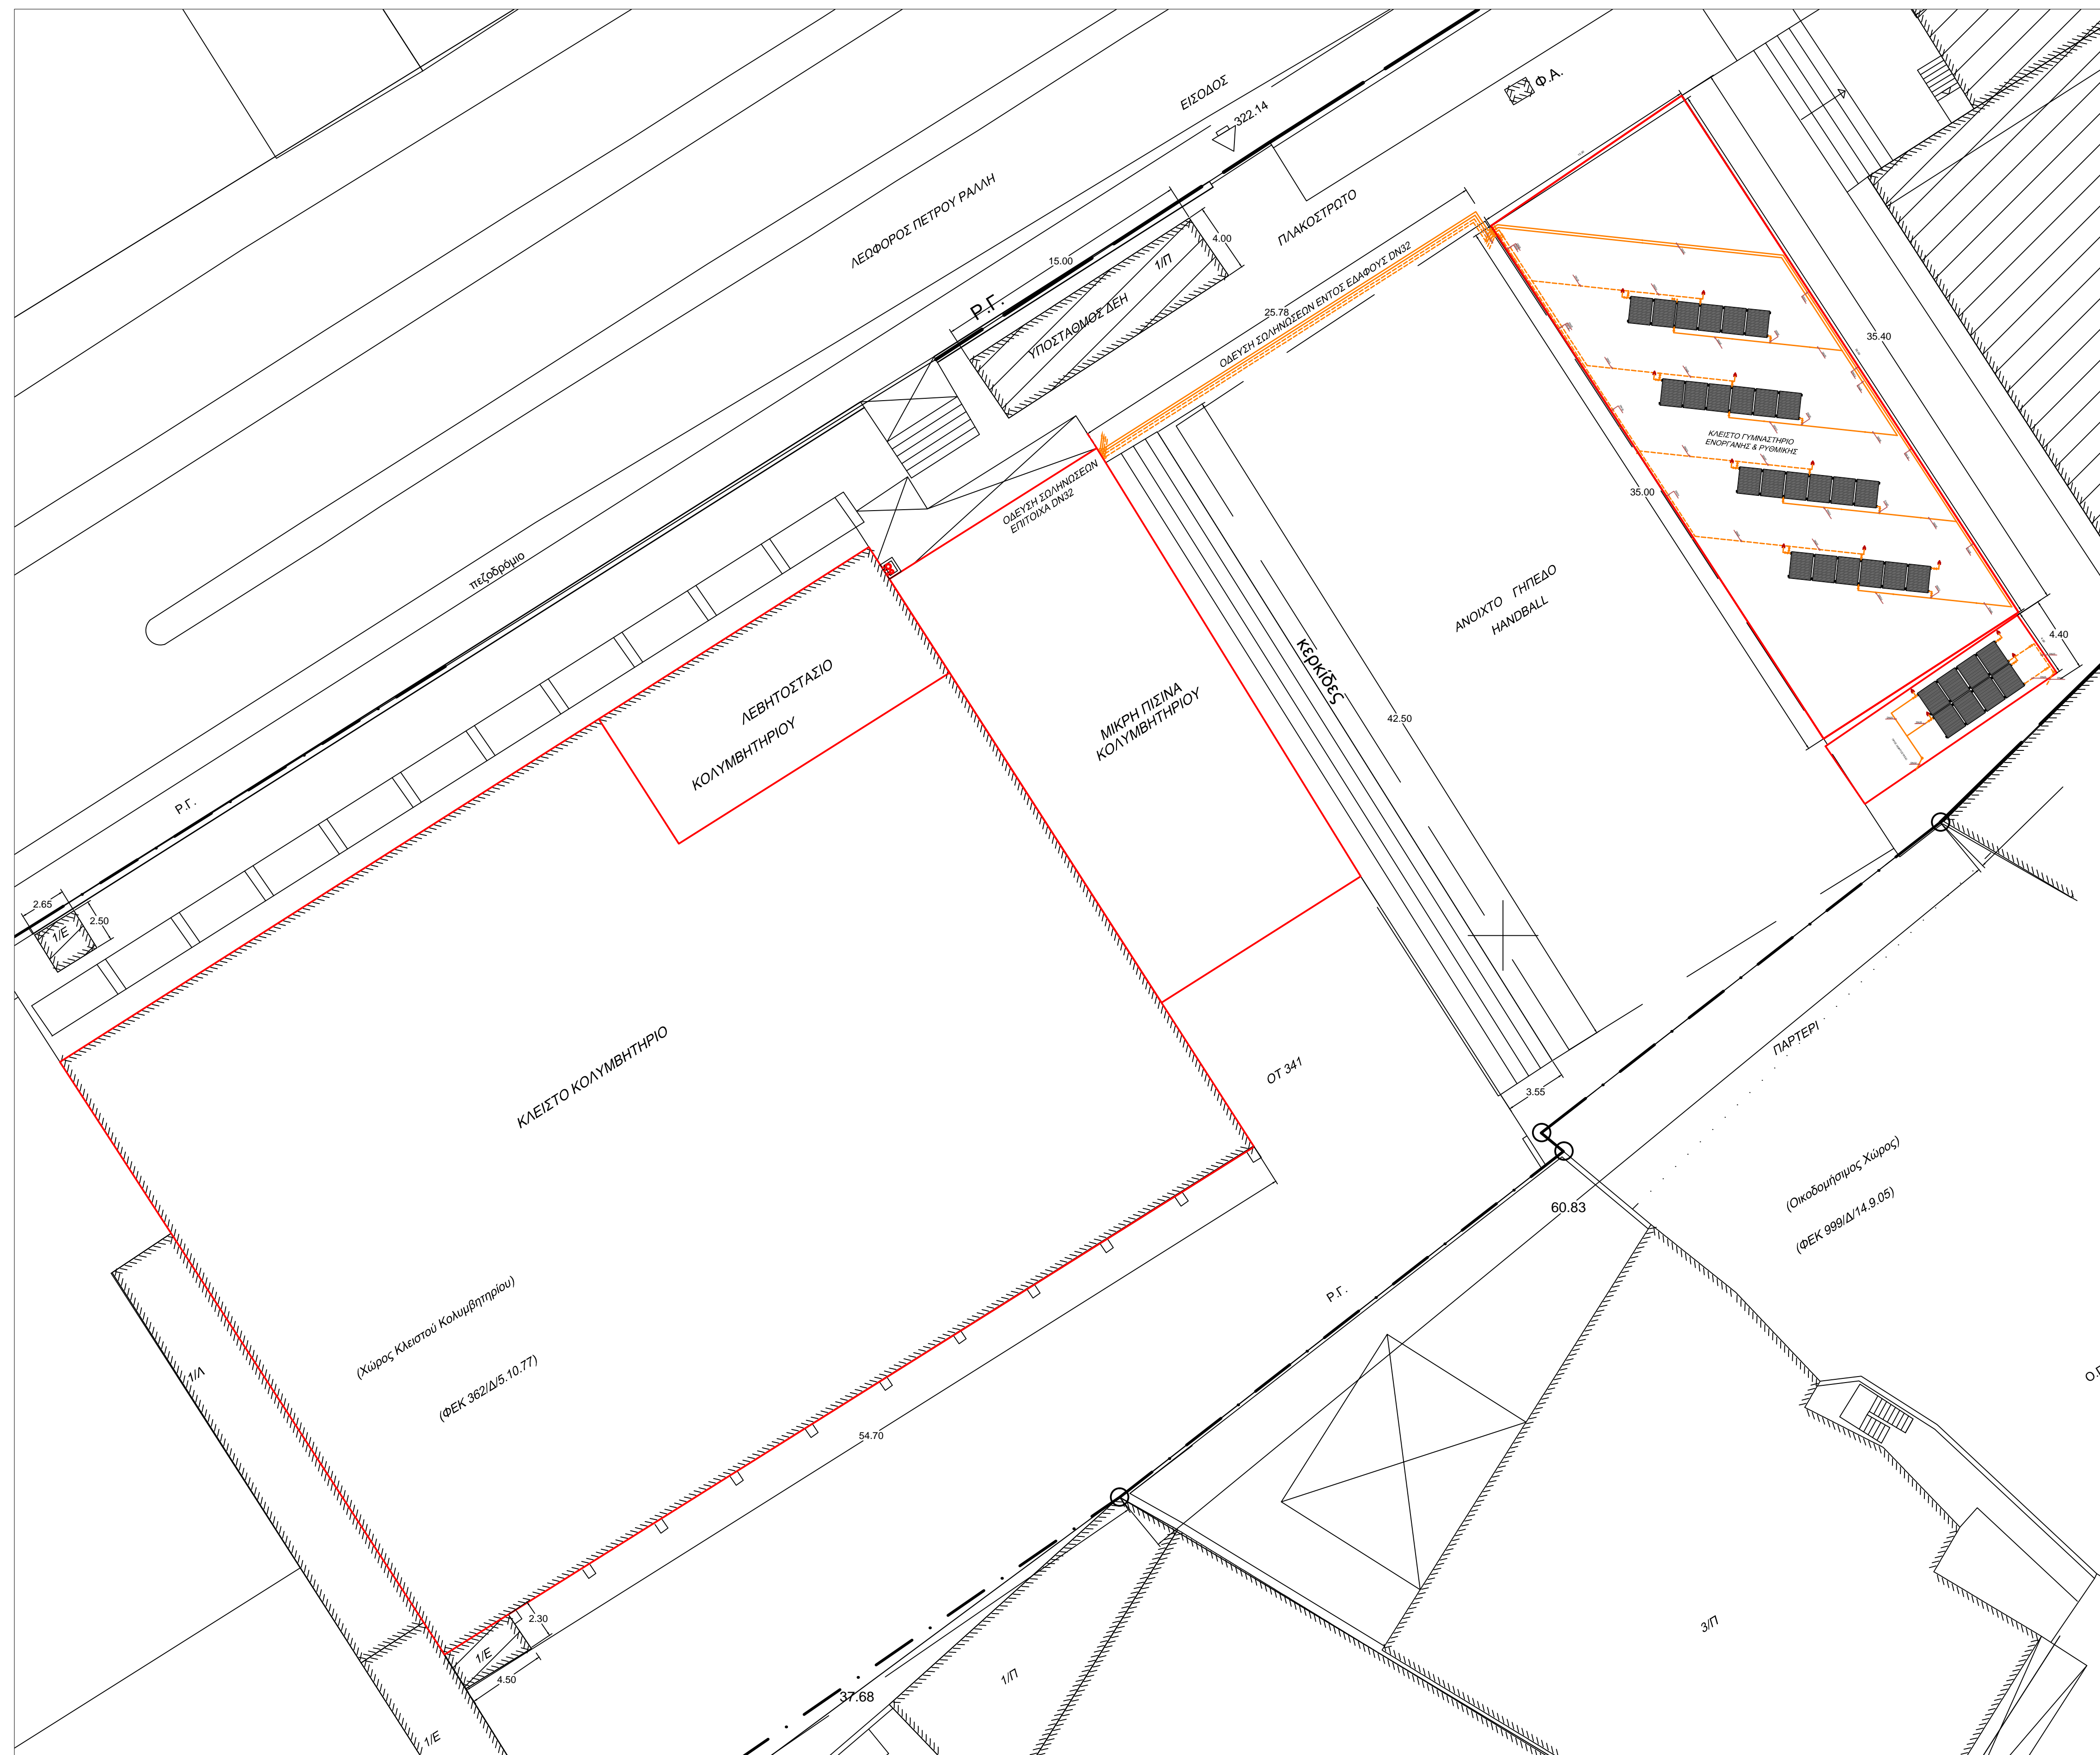 ΕΙΣΟΔΟΣ
322.14
Φ.Α.
ΛΕΩΦΟΡΟΣ ΠΕΤΡΟΥ ΡΑΛΛΗ
ΠΛΑΚΟΣΤΡΩΤΟ
4.00
15.00
1/Π
Ρ.Γ.
ΥΠΟΣΤΑΘΜΟΣ ΔΕΗ
25.78
ΟΔΕΥΣΗ ΣΩΛΗΝΩΣΕΩΝ ΕΝΤΟΣ ΕΔΑΦΟΥΣ DN32
35.40
ΚΛΕΙΣΤΟ ΓΥΜΝΑΣΤΗΡΙΟ
ΕΝΟΡΓΑΝΗΣ & ΡΥΘΜΙΚΗΣ
35.00
ΟΔΕΥΣΗ ΣΩΛΗΝΩΣΕΩΝ
ΕΠΙΤΟΙΧΑ DN32
πεζοδρόμιο
ΑΝΟΙΧΤΟ ΓΗΠΕΔΟ
HANDBALL
4.40
κερκίδες
ΛΕΒΗΤΟΣΤΑΣΙΟ
ΚΟΛΥΜΒΗΤΗΡΙΟΥ
ΜΙΚΡΗ ΠΙΣΙΝΑ
ΚΟΛΥΜΒΗΤΗΡΙΟΥ
42.50
Ρ.Γ.
2.65
2.50
1/Ε
ΚΛΕΙΣΤΟ ΚΟΛΥΜΒΗΤΗΡΙΟ
ΟΤ 341
3.55
ΠΑΡΤΕΡΙ
60.83
(Οικοδομήσιμος Χώρος)
(ΦΕΚ 999/Δ/14.9.05)
Ρ.Γ.
(Χώρος Κλειστού Κολυμβητηρίου)
(ΦΕΚ 362/Δ/5.10.77)
1/Λ
54.70
2.30
1/Ε
4.50
37.68
1/Π
3/Π
1/Ε